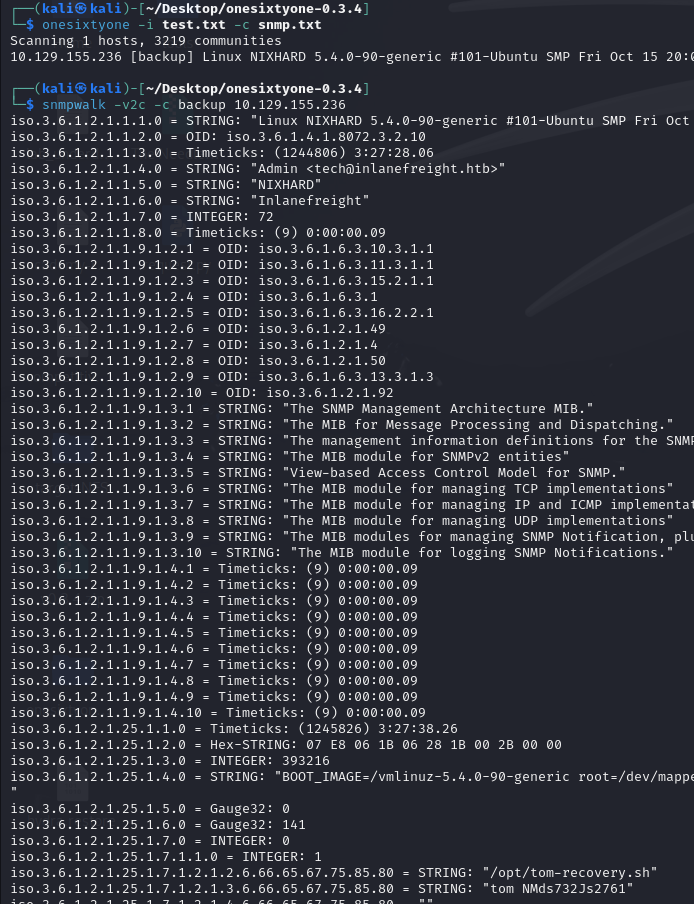 ┌──(kali㉿kali)-[~/Desktop/onesixtyone-0.3.4]
└─$ onesixtyone -i test.txt -c snmp.txt
Scanning 1 hosts, 3219 communities
10.129.155.236 [backup] Linux NIXHARD 5.4.0-90-generic #101-Ubuntu SMP Fri Oct 15 20:0
┌──(kali㉿kali)-[~/Desktop/onesixtyone-0.3.4]
└─$ snmpwalk -v2c -c backup 10.129.155.236
iso.3.6.1.2.1.1.1.0 = STRING: "Linux NIXHARD 5.4.0-90-generic #101-Ubuntu SMP Fri Oct
iso.3.6.1.2.1.1.2.0 = OID: iso.3.6.1.4.1.8072.3.2.10
iso.3.6.1.2.1.1.3.0 = Timeticks: (1244806) 3:27:28.06
iso.3.6.1.2.1.1.4.0 = STRING: "Admin <tech@inlanefreight.htb>"
iso.3.6.1.2.1.1.5.0 = STRING: "NIXHARD"
iso.3.6.1.2.1.1.6.0 = STRING: "Inlanefreight"
iso.3.6.1.2.1.1.7.0 = INTEGER: 72
iso.3.6.1.2.1.1.8.0 = Timeticks: (9) 0:00:00.09
iso.3.6.1.2.1.1.9.1.2.1 = OID: iso.3.6.1.6.3.10.3.1.1
iso.3.6.1.2.1.1.9.1.2.2 = OID: iso.3.6.1.6.3.11.3.1.1
iso.3.6.1.2.1.1.9.1.2.3 = OID: iso.3.6.1.6.3.15.2.1.1
iso.3.6.1.2.1.1.9.1.2.4 = OID: iso.3.6.1.6.3.1
iso.3.6.1.2.1.1.9.1.2.5 = OID: iso.3.6.1.6.3.16.2.2.1
iso.3.6.1.2.1.1.9.1.2.6 = OID: iso.3.6.1.2.1.49
iso.3.6.1.2.1.1.9.1.2.7 = OID: iso.3.6.1.2.1.4
iso.3.6.1.2.1.1.9.1.2.8 = OID: iso.3.6.1.2.1.50
iso.3.6.1.2.1.1.9.1.2.9 = OID: iso.3.6.1.6.3.13.3.1.3
iso.3.6.1.2.1.1.9.1.2.10 = OID: iso.3.6.1.2.1.92
iso.3.6.1.2.1.1.9.1.3.1 = STRING: "The SNMP Management Architecture MIB."
iso.3.6.1.2.1.1.9.1.3.2 = STRING: "The MIB for Message Processing and Dispatching."
iso.3.6.1.2.1.1.9.1.3.3 = STRING: "The management information definitions for the SNMP
iso.3.6.1.2.1.1.9.1.3.4 = STRING: "The MIB module for SNMPv2 entities"
iso.3.6.1.2.1.1.9.1.3.5 = STRING: "View-based Access Control Model for SNMP."
iso.3.6.1.2.1.1.9.1.3.6 = STRING: "The MIB module for managing TCP implementations"
iso.3.6.1.2.1.1.9.1.3.7 = STRING: "The MIB module for managing IP and ICMP implementat
iso.3.6.1.2.1.1.9.1.3.8 = STRING: "The MIB module for managing UDP implementations"
iso.3.6.1.2.1.1.9.1.3.9 = STRING: "The MIB modules for managing SNMP Notification, plu
iso.3.6.1.2.1.1.9.1.3.10 = STRING: "The MIB module for logging SNMP Notifications."
iso.3.6.1.2.1.1.9.1.4.1 = Timeticks: (9) 0:00:00.09
iso.3.6.1.2.1.1.9.1.4.2 = Timeticks: (9) 0:00:00.09
iso.3.6.1.2.1.1.9.1.4.3 = Timeticks: (9) 0:00:00.09
iso.3.6.1.2.1.1.9.1.4.4 = Timeticks: (9) 0:00:00.09
iso.3.6.1.2.1.1.9.1.4.5 = Timeticks: (9) 0:00:00.09
iso.3.6.1.2.1.1.9.1.4.6 = Timeticks: (9) 0:00:00.09
iso.3.6.1.2.1.1.9.1.4.7 = Timeticks: (9) 0:00:00.09
iso.3.6.1.2.1.1.9.1.4.8 = Timeticks: (9) 0:00:00.09
iso.3.6.1.2.1.1.9.1.4.9 = Timeticks: (9) 0:00:00.09
iso.3.6.1.2.1.1.9.1.4.10 = Timeticks: (9) 0:00:00.09
iso.3.6.1.2.1.25.1.1.0 = Timeticks: (1245826) 3:27:38.26
iso.3.6.1.2.1.25.1.2.0 = Hex-STRING: 07 E8 06 1B 06 28 1B 00 2B 00 00
iso.3.6.1.2.1.25.1.3.0 = INTEGER: 393216
iso.3.6.1.2.1.25.1.4.0 = STRING: "BOOT_IMAGE=/vmlinuz-5.4.0-90-generic root=/dev/mappe
"
iso.3.6.1.2.1.25.1.5.0 = Gauge32: 0
iso.3.6.1.2.1.25.1.6.0 = Gauge32: 141
iso.3.6.1.2.1.25.1.7.0 = INTEGER: 0
iso.3.6.1.2.1.25.1.7.1.1.0 = INTEGER: 1
iso.3.6.1.2.1.25.1.7.1.2.1.2.6.66.65.67.75.85.80 = STRING: "/opt/tom-recovery.sh"
iso.3.6.1.2.1.25.1.7.1.2.1.3.6.66.65.67.75.85.80 = STRING: "tom NMds732Js2761"
iso.3.6.1.2.1.25.1.7.1.2.1.4.6.66.65.67.75.85.80 = ""